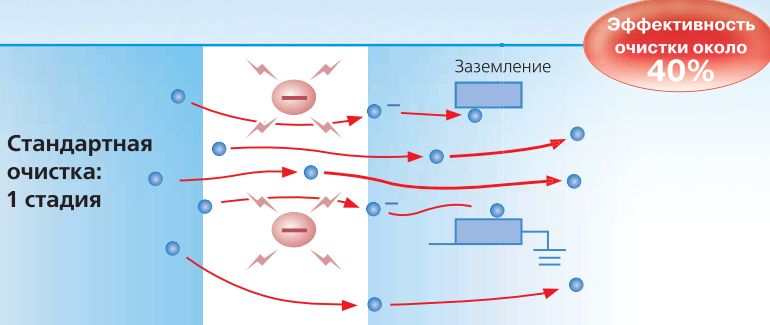 Эффективность
очистки около
40%
Заземление
Стандартная
очистка:
1 стадия